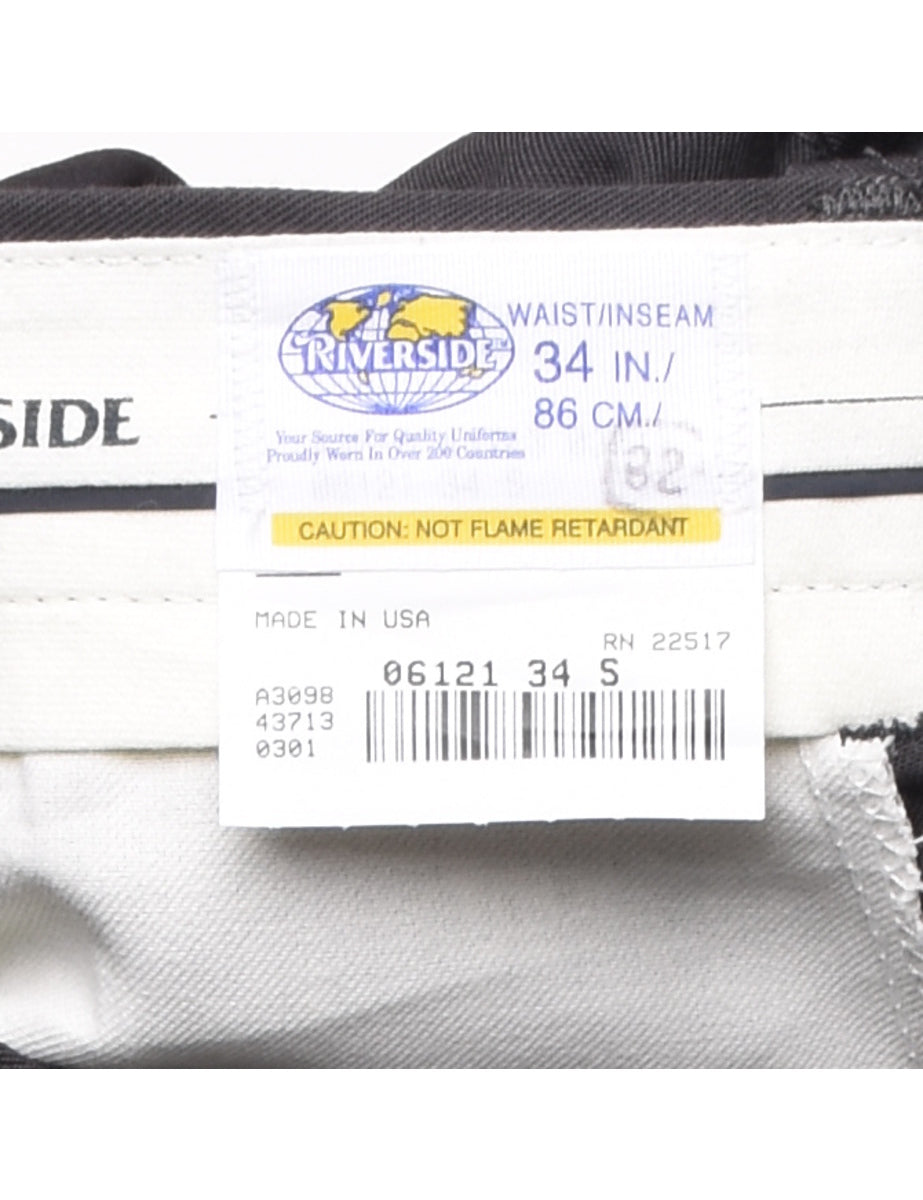 SIDE
RIVERSIDE™
Your Source For Quality Uniforms
Proudly Worn In Over 200 Countries
WAIST/INSEAM
34 IN./
86 CM./
32
CAUTION: NOT FLAME RETARDANT
MADE IN USA
RN 22517
06121 34 S
A3098
43713
0301